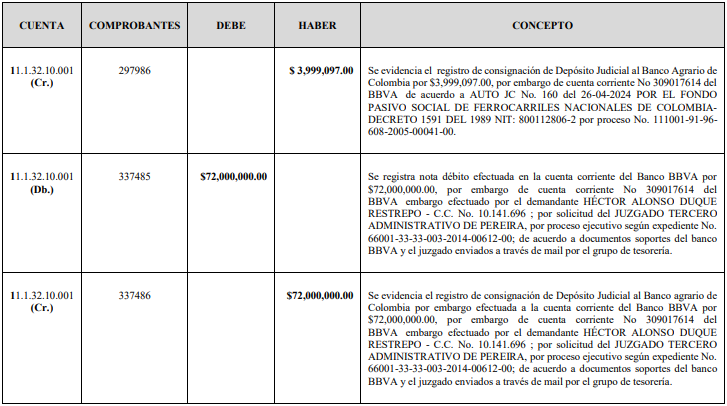 CUENTA COMPROBANTES DEBE HABER CONCEPTO
11.1.32.10.001
(Cr.)
297986
$ 3,999,097.00
Se evidencia el registro de consignación de Depósito Judicial al Banco Agrario de
Colombia por $3,999,097.00, por embargo de cuenta corriente No 309017614 del
BBVA de acuerdo a AUTO JC No. 160 del 26-04-2024 POR EL FONDO
PASIVO SOCIAL DE FERROCARRILES NACIONALES DE COLOMBIA-
DECRETO 1591 DEL 1989 NIT: 800112806-2 por proceso No. 111001-91-96-
608-2005-00041-00.
11.1.32.10.001
(Db.)
337485
$72,000,000.00
Se registra nota débito efectuada en la cuenta corriente del Banco BBVA por
$72,000,000.00, por embargo de cuenta corriente No 309017614 del
BBVA embargo efectuado por el demandante HÉCTOR ALONSO DUQUE
RESTREPO - C.C. No. 10.141.696 ; por solicitud del JUZGADO TERCERO
ADMINISTRATIVO DE PEREIRA, por proceso ejecutivo según expediente No.
66001-33-33-003-2014-00612-00; de acuerdo a documentos soportes del banco
BBVA y el juzgado enviados a través de mail por el grupo de tesorería.
11.1.32.10.001
(Cr.)
337486
$72,000,000.00
Se evidencia el registro de consignación de Depósito Judicial al Banco agrario de
Colombia por embargo efectuada a la cuenta corriente del Banco BBVA por
$72,000,000.00, por embargo de cuenta corriente No 309017614 del
BBVA embargo efectuado por el demandante HÉCTOR ALONSO DUQUE
RESTREPO - C.C. No. 10.141.696 ; por solicitud del JUZGADO TERCERO
ADMINISTRATIVO DE PEREIRA, por proceso ejecutivo según expediente No.
66001-33-33-003-2014-00612-00; de acuerdo a documentos soportes del banco
BBVA y el juzgado enviados a través de mail por el grupo de tesorería.